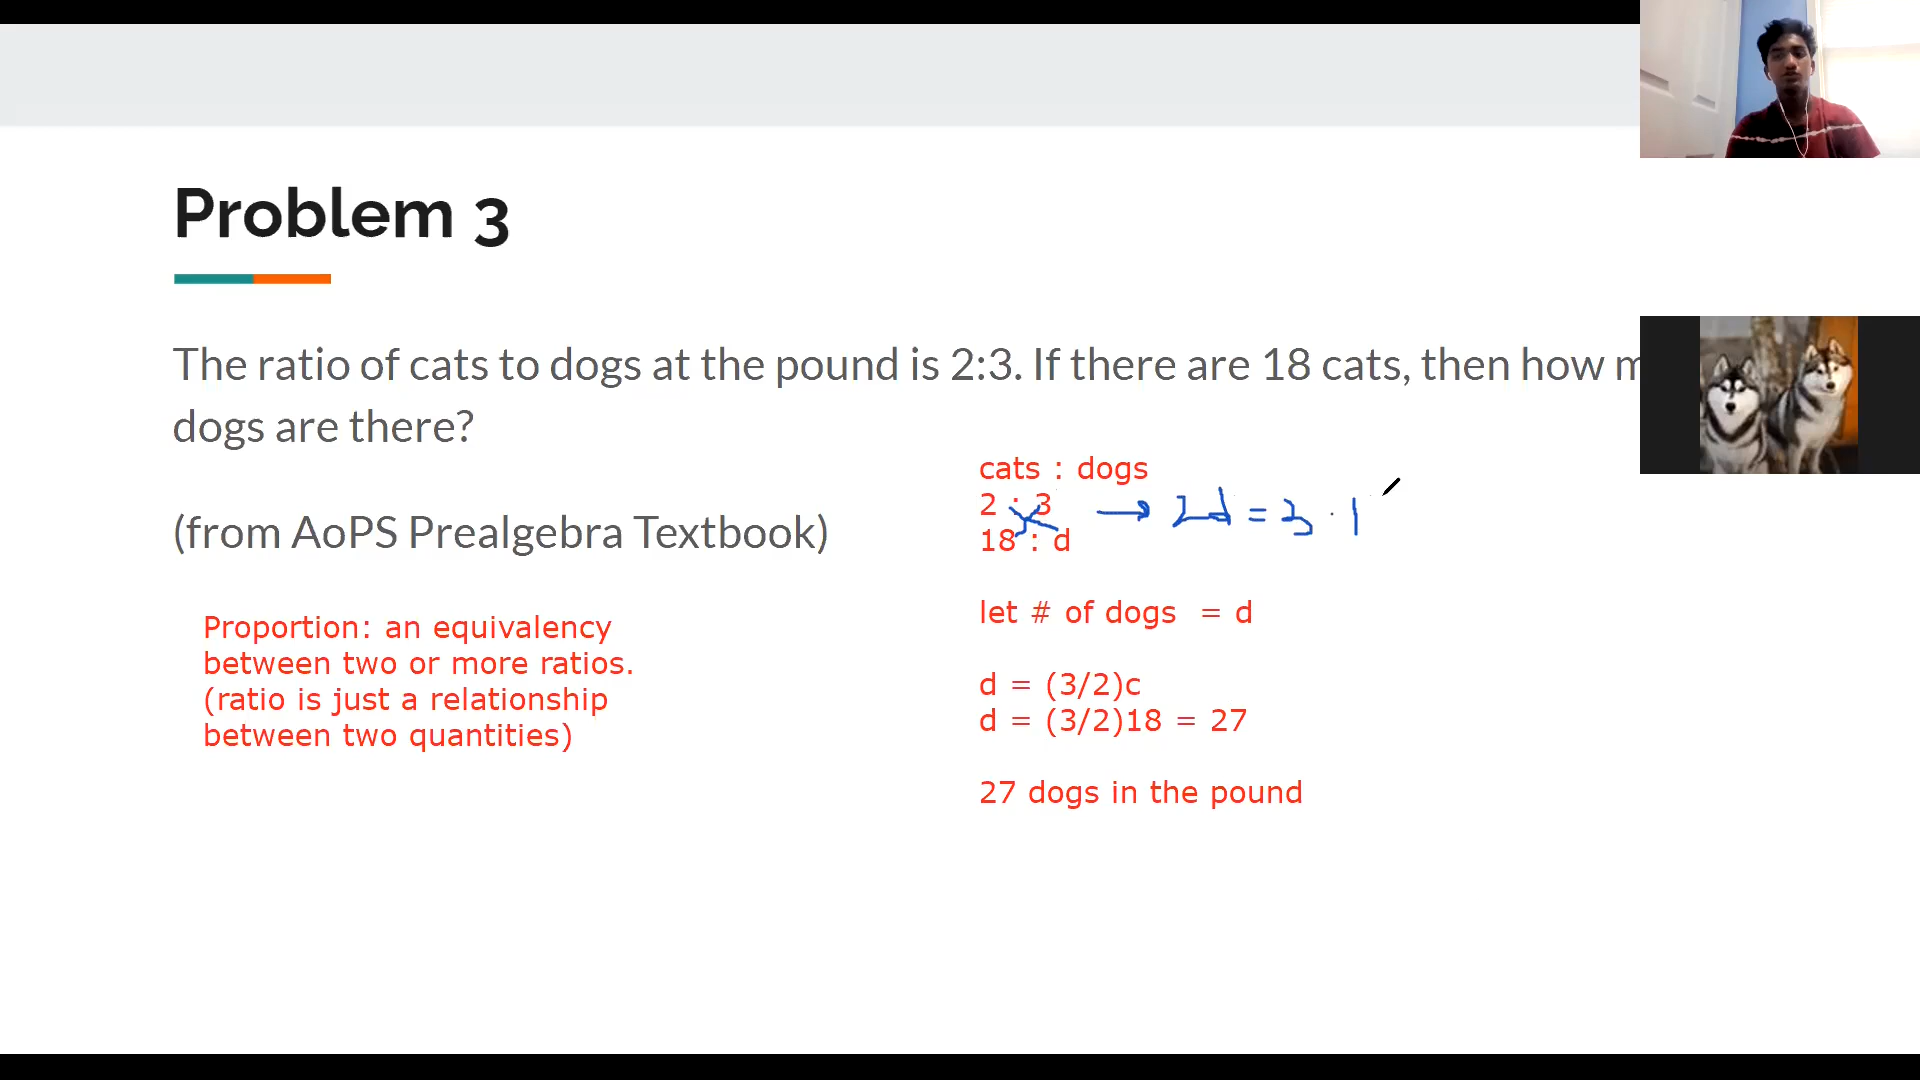 Problem 3
The ratio of cats to dogs at the pound is 2:3. If there are 18 cats, then how
dogs are there?
(from AoPS Prealgebra Textbook)
Proportion: an equivalency
between two or more ratios.
(ratio is just a relationship
between two quantities)
cats : dogs
2 : 3 → 2d = 3 · 1
18 : d
let # of dogs = d
d = (3/2)c
d = (3/2)18 = 27
27 dogs in the pound